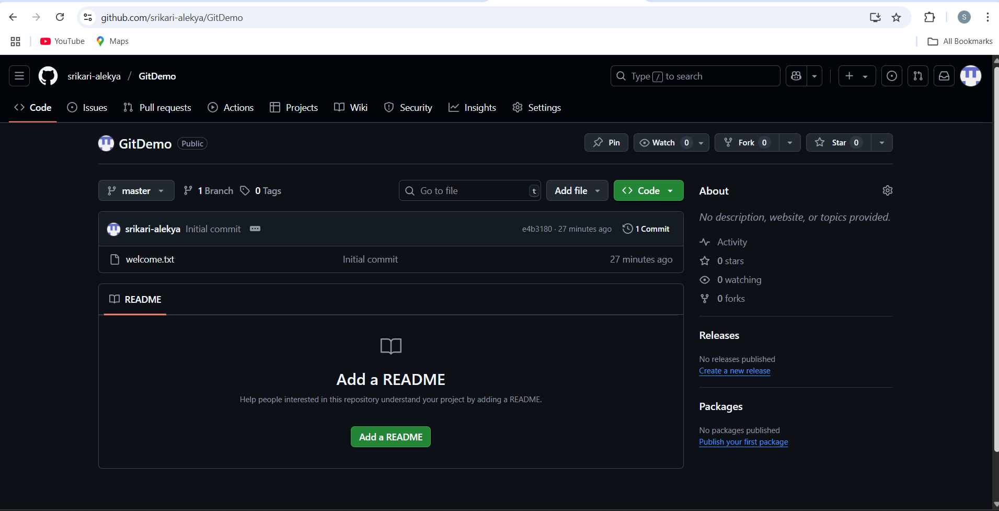 github.com/srikari-alekya/GitDemo
S
YouTube Maps All Bookmarks
srikari-alekya / GitDemo Type / to search
Code Issues Pull requests Actions Projects Wiki Security Insights Settings
GitDemo Public Pin Watch 0 Fork 0 Star 0
master 1 Branch 0 Tags Go to file t Add file Code
srikari-alekya Initial commit e4b3180 · 27 minutes ago 1 Commit
welcome.txt Initial commit 27 minutes ago
README
Add a README
Help people interested in this repository understand your project by adding a README.
Add a README
About
No description, website, or topics provided.
Activity
0 stars
0 watching
0 forks
Releases
No releases published
Create a new release
Packages
No packages published
Publish your first package